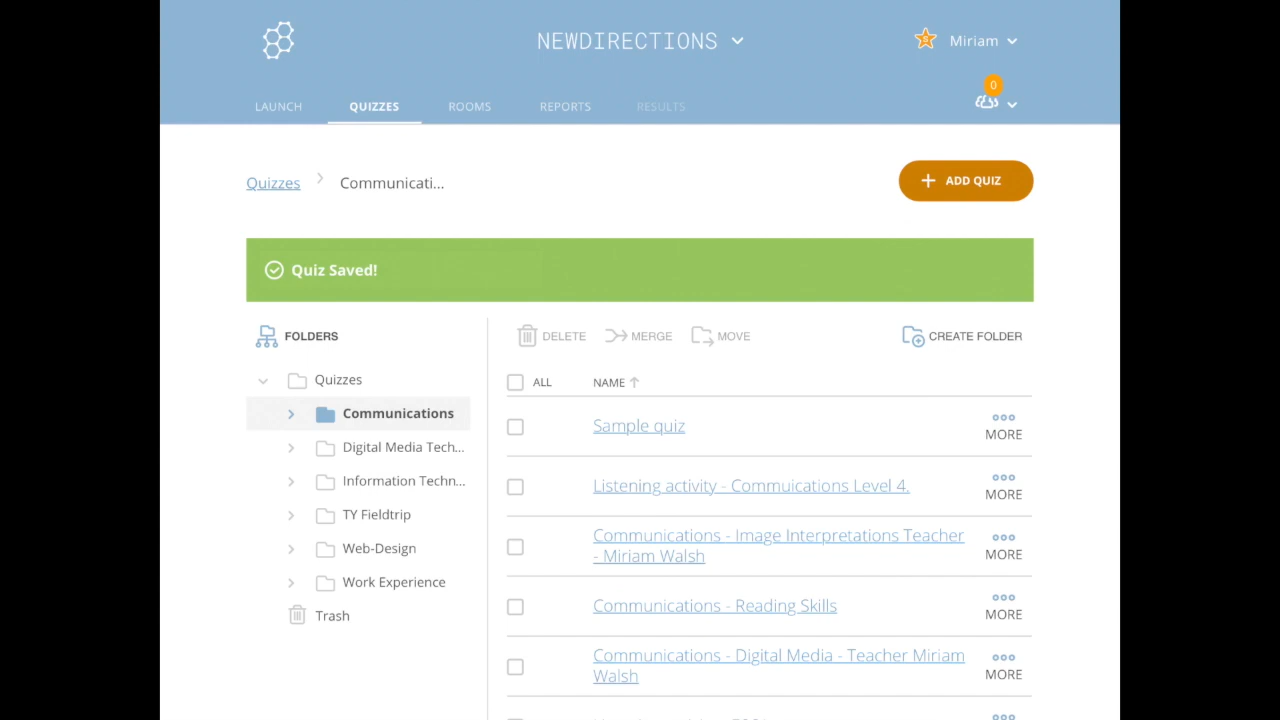 NEWDIRECTIONS
Miriam
0
LAUNCH
QUIZZES
ROOMS
REPORTS
RESULTS
Quizzes
Communicati...
+ ADD QUIZ
Quiz Saved!
FOLDERS
DELETE
MERGE
MOVE
CREATE FOLDER
Quizzes
Communications
Digital Media Tech...
Information Techn...
TY Fieldtrip
Web-Design
Work Experience
Trash
ALL
NAME
Sample quiz
MORE
Listening activity - Commuications Level 4.
MORE
Communications - Image Interpretations Teacher
- Miriam Walsh
MORE
Communications - Reading Skills
MORE
Communications - Digital Media - Teacher Miriam
Walsh
MORE